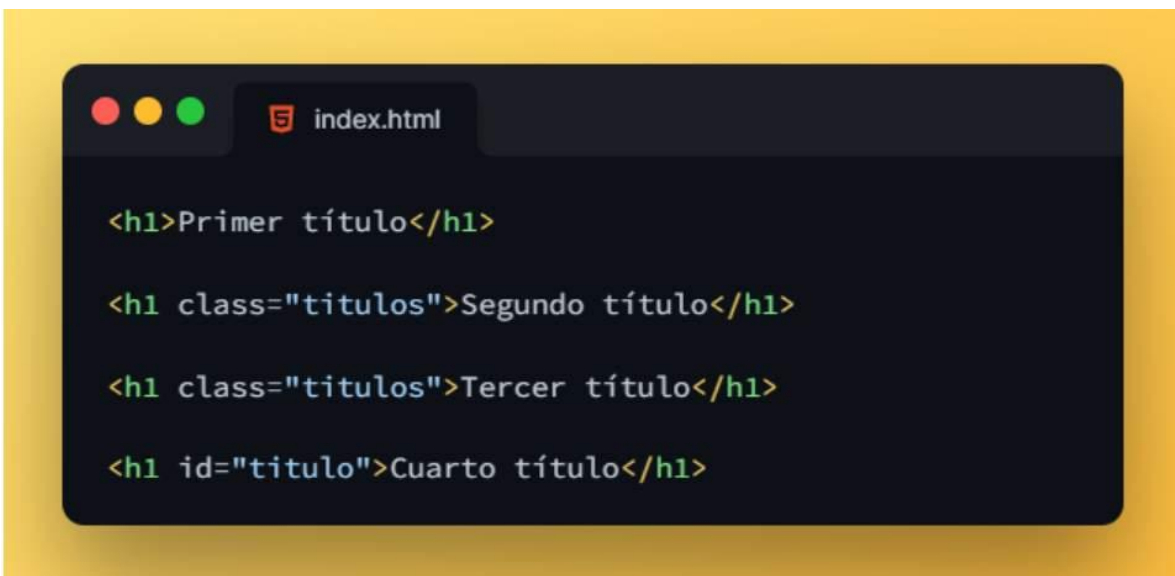 index.html
<h1>Primer título</h1>
<h1 class="titulos">Segundo título</h1>
<h1 class="titulos">Tercer título</h1>
<h1 id="titulo">Cuarto título</h1>